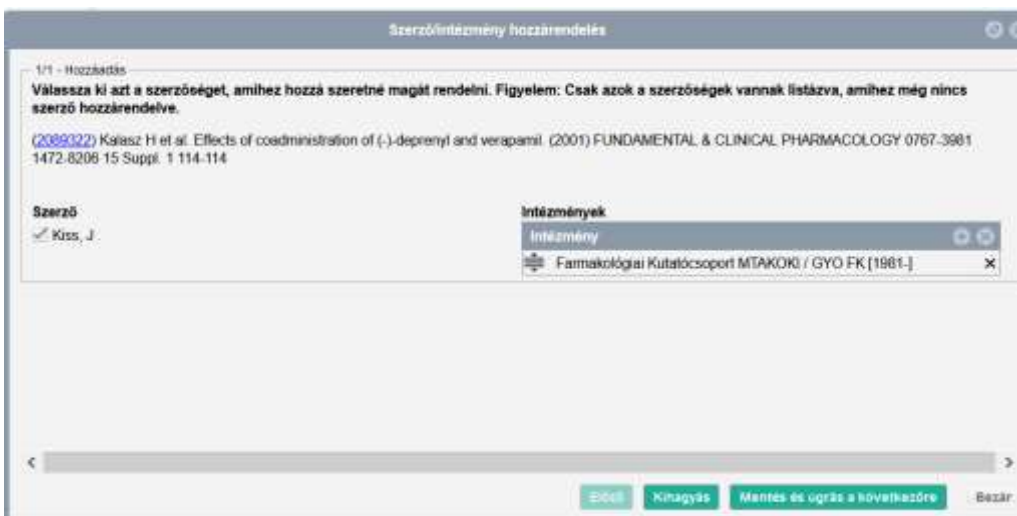 Szerző/intézmény hozzárendelés
1/1 - Hozzáadás
Válassza ki azt a szerzőséget, amihez hozzá szeretné magát rendelni. Figyelem: Csak azok a szerzőségek vannak listázva, amihez még nincs
szerző hozzárendelve.
(2089322) Kalasz H et al. Effects of coadministration of (-)-deprenyl and verapamil. (2001) FUNDAMENTAL & CLINICAL PHARMACOLOGY 0767-3981
1472-8206 15 Suppl. 1 114-114
Szerző
Intézmények
Kiss, J
Intézmény
Farmakológiai Kutatócsoport MTAKOKI / GYO FK [1981-]
Előző Kihagyás Mentés és ugrás a következőre Bezár